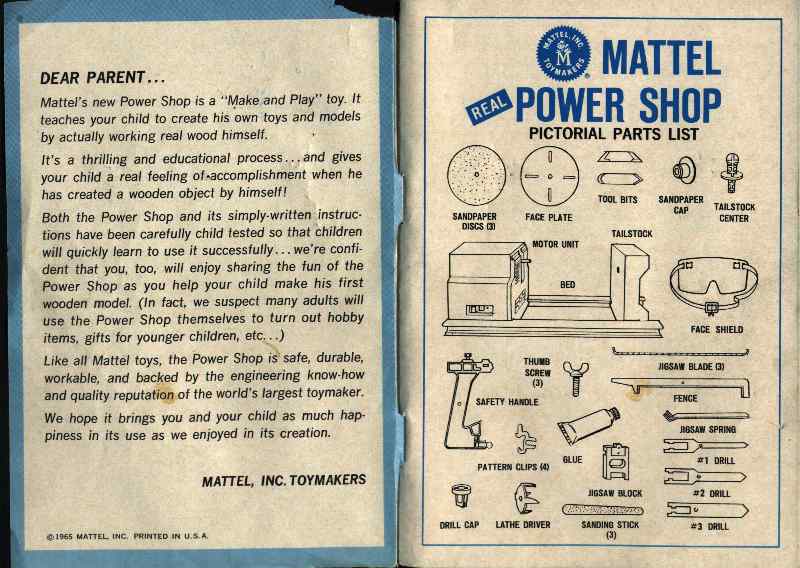 DEAR PARENT...
Mattel's new Power Shop is a "Make and Play" toy. It
teaches your child to create his own toys and models
by actually working real wood himself.
It's a thrilling and educational process...and gives
your child a real feeling of accomplishment when he
has created a wooden object by himself!
Both the Power Shop and its simply-written instruc-
tions have been carefully child tested so that children
will quickly learn to use it successfully...we're confi-
dent that you, too, will enjoy sharing the fun of the
Power Shop as you help your child make his first
wooden model. (In fact, we suspect many adults will
use the Power Shop themselves to turn out hobby
items, gifts for younger children, etc...)
Like all Mattel toys, the Power Shop is safe, durable,
workable, and backed by the engineering know-how
and quality reputation of the world's largest toymaker.
We hope it brings you and your child as much hap-
piness in its use as we enjoyed in its creation.
MATTEL, INC. TOYMAKERS
©1965 MATTEL, INC. PRINTED IN U.S.A.
MATTEL, INC.
M
TOYMAKERS
®
MATTEL
REAL POWER SHOP
PICTORIAL PARTS LIST
SANDPAPER
DISCS (3)
FACE PLATE
TOOL BITS
SANDPAPER
CAP
TAILSTOCK
CENTER
MOTOR UNIT
TAILSTOCK
BED
FACE SHIELD
SAFETY HANDLE
THUMB
SCREW
(3)
JIGSAW BLADE (3)
FENCE
JIGSAW SPRING
PATTERN CLIPS (4)
GLUE
JIGSAW BLOCK
#1 DRILL
#2 DRILL
#3 DRILL
DRILL CAP
LATHE DRIVER
SANDING STICK
(3)